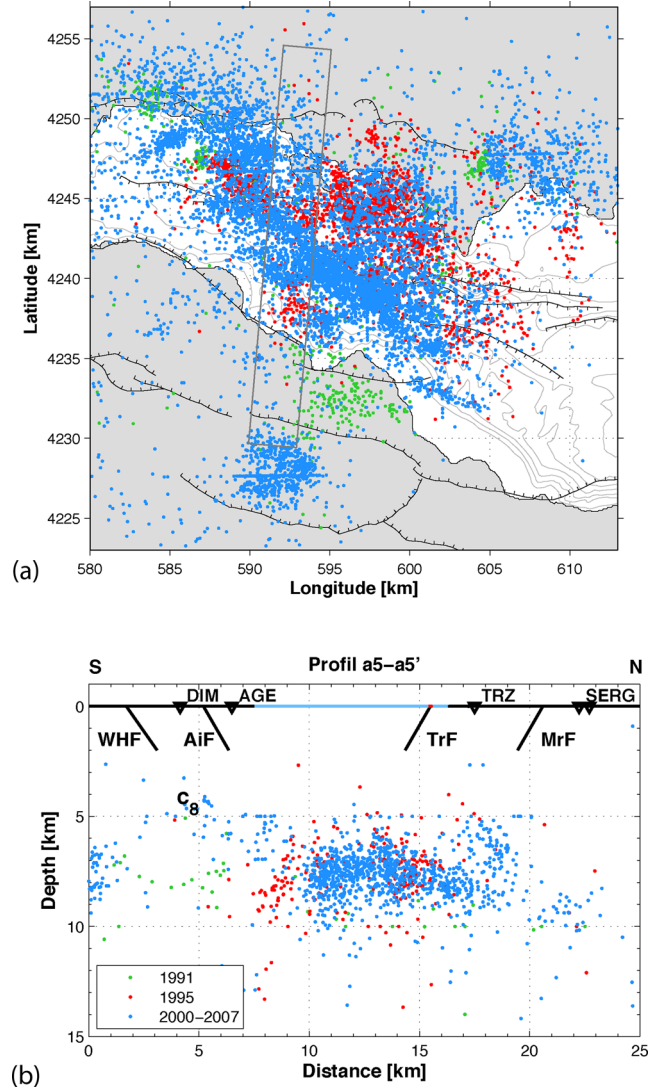 4255
4250
4245
4240
4235
4230
4225
Latitude [km]
580 585 590 595 600 605 610
Longitude [km]
(a)
S Profil a5–a5' N
DIM AGE TRZ SERG
WHF AiF TrF MrF
c8
0
5
10
15
Depth [km]
1991
1995
2000–2007
0 5 10 15 20 25
Distance [km]
(b)